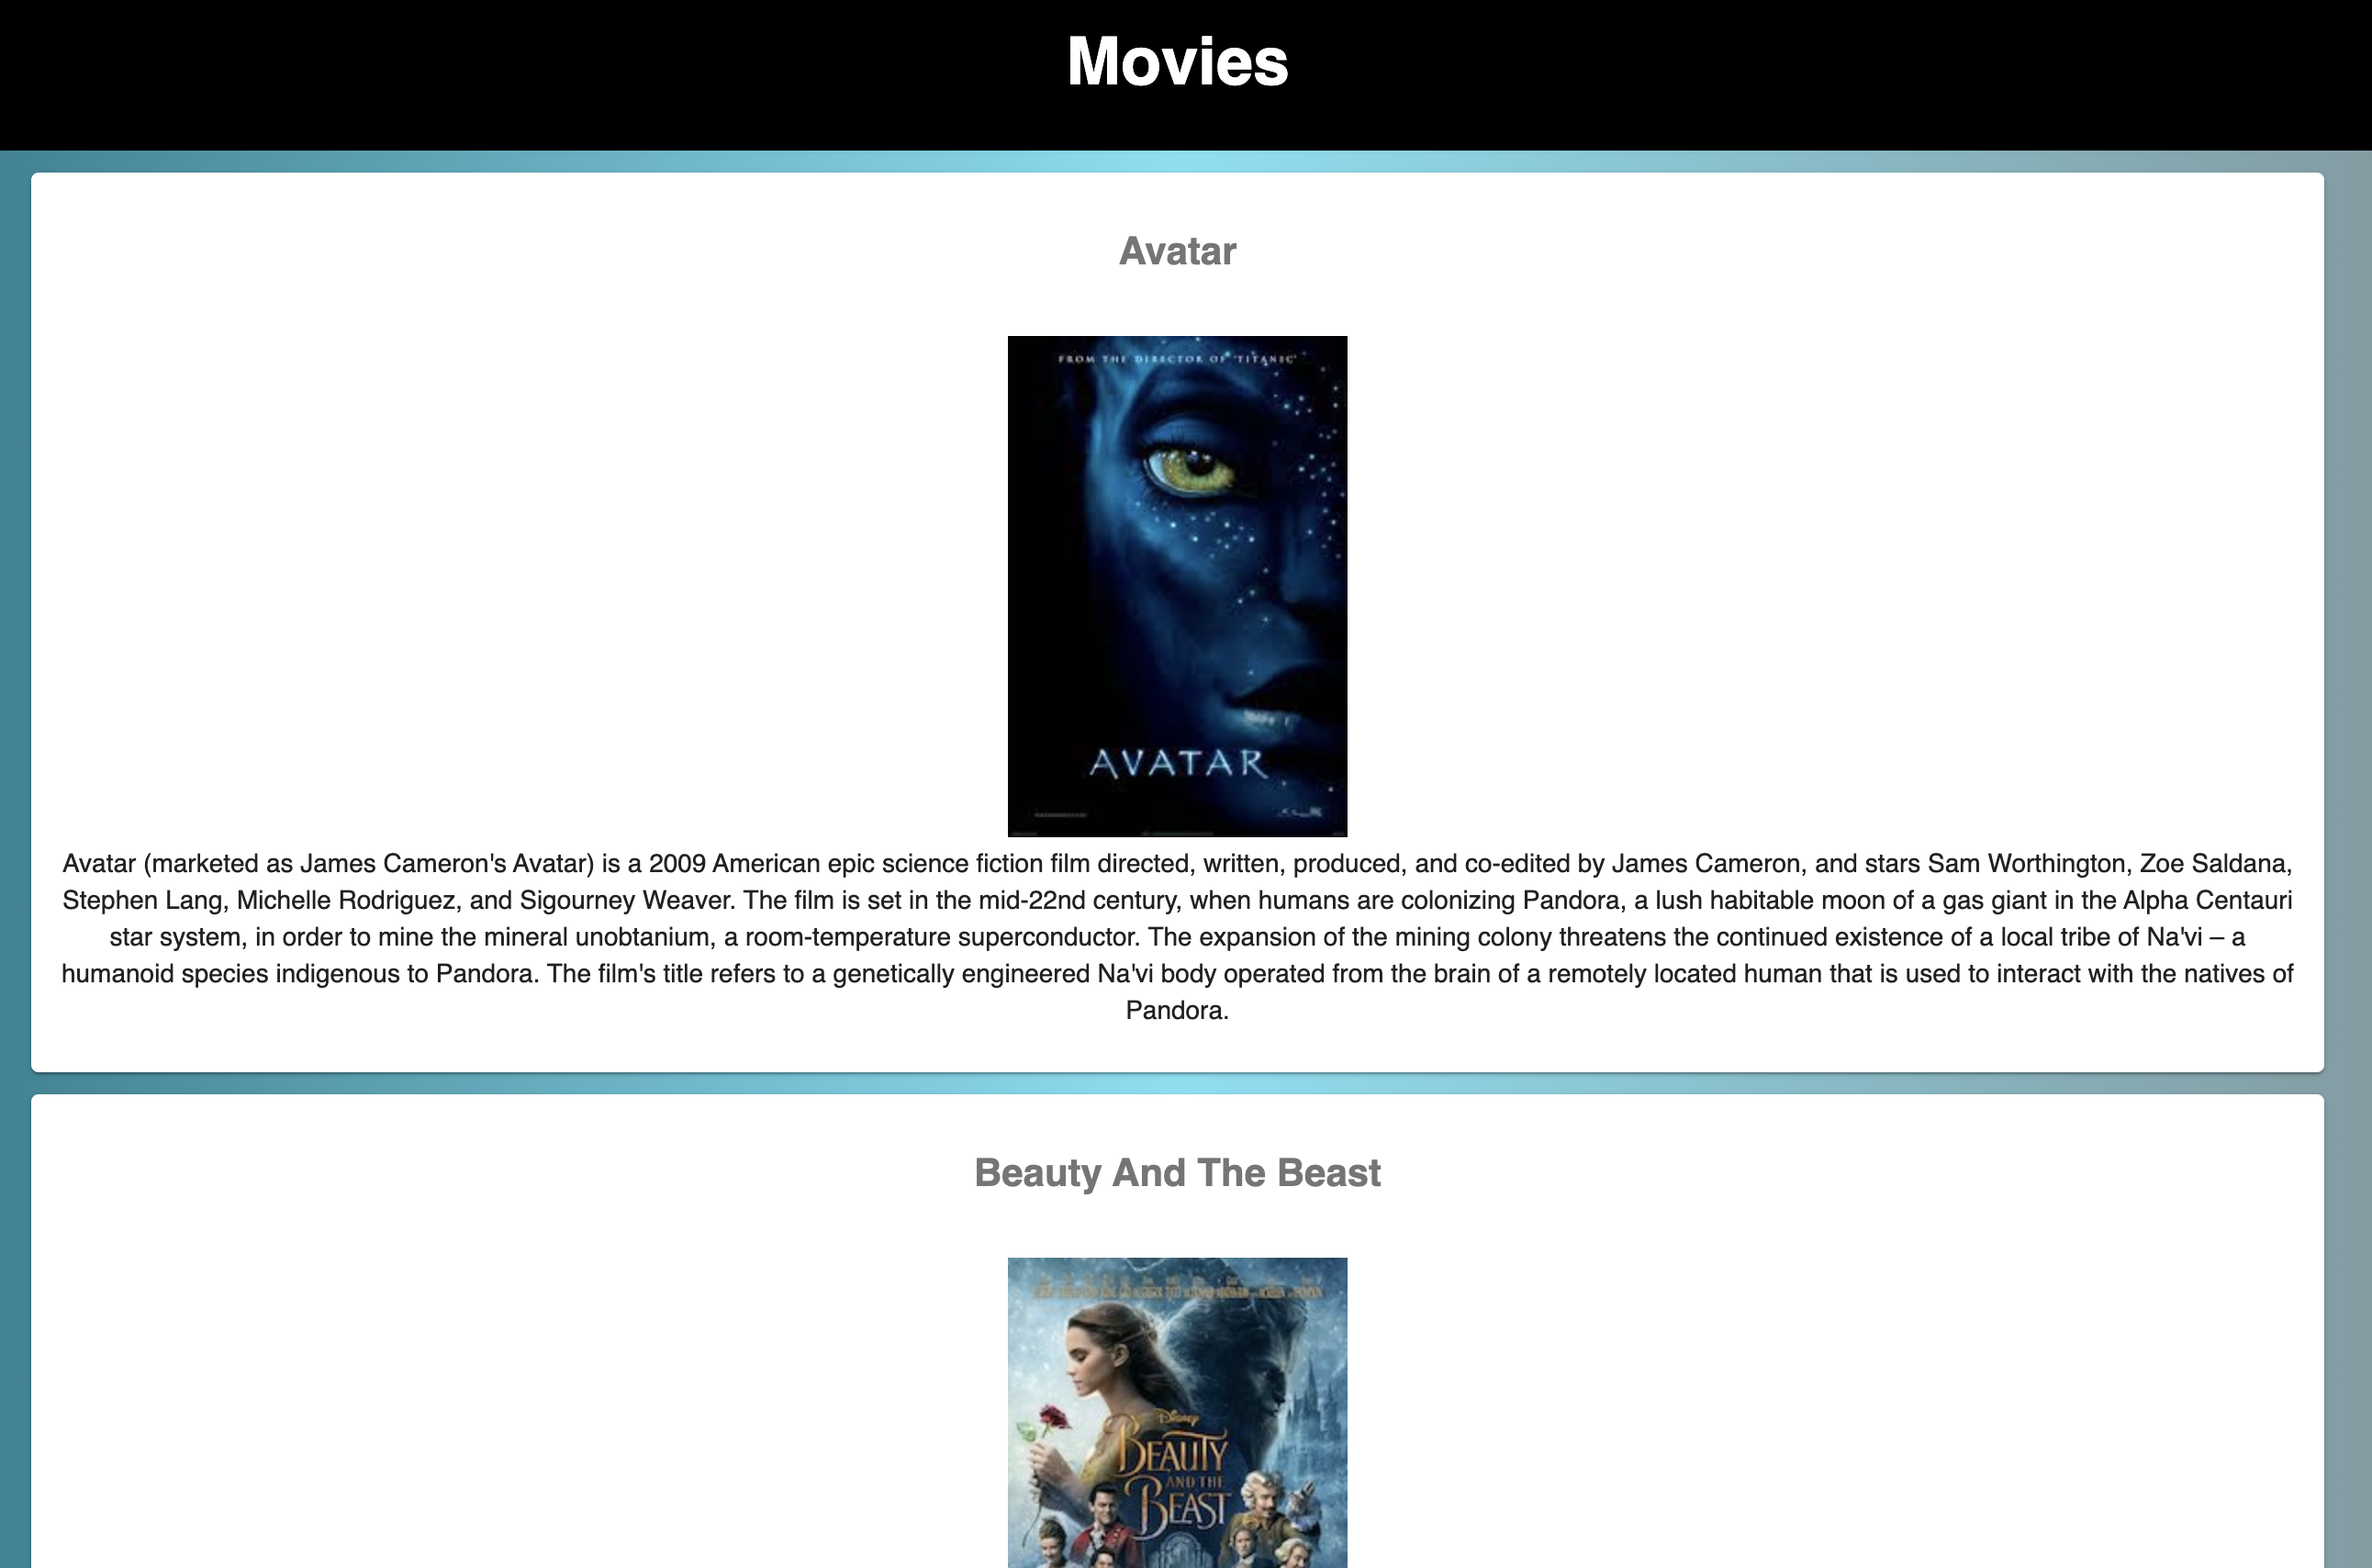 Movies
Avatar
FROM THE DIRECTOR OF 'TITANIC'
AVATAR
Avatar (marketed as James Cameron's Avatar) is a 2009 American epic science fiction film directed, written, produced, and co-edited by James Cameron, and stars Sam Worthington, Zoe Saldana,
Stephen Lang, Michelle Rodriguez, and Sigourney Weaver. The film is set in the mid-22nd century, when humans are colonizing Pandora, a lush habitable moon of a gas giant in the Alpha Centauri
star system, in order to mine the mineral unobtanium, a room-temperature superconductor. The expansion of the mining colony threatens the continued existence of a local tribe of Na'vi – a
humanoid species indigenous to Pandora. The film's title refers to a genetically engineered Na'vi body operated from the brain of a remotely located human that is used to interact with the natives of
Pandora.
Beauty And The Beast
Disney
BEAUTY
AND THE
BEAST